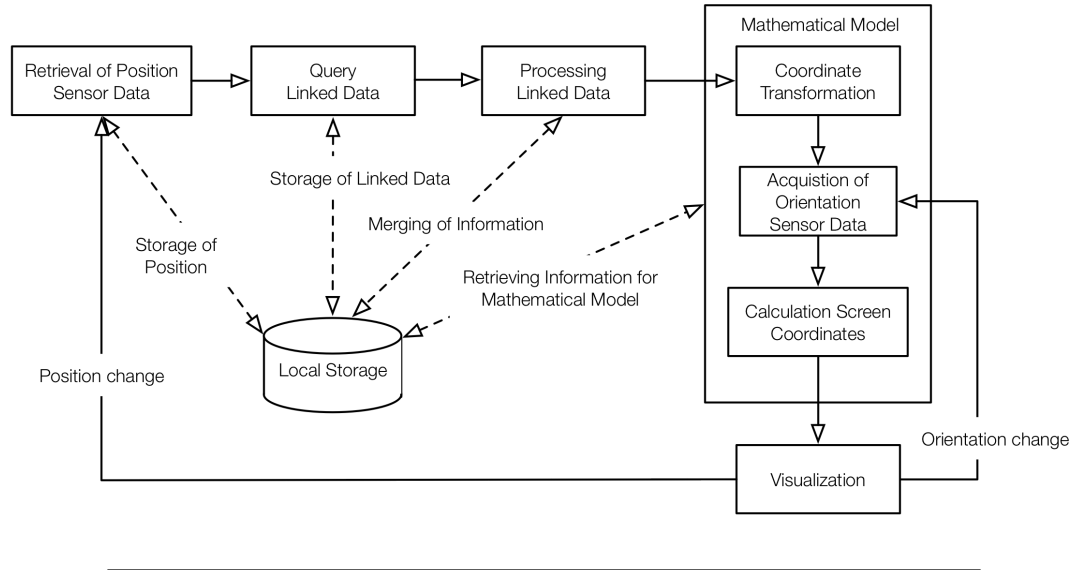 Mathematical Model
Retrieval of Position
Sensor Data
Query
Linked Data
Processing
Linked Data
Coordinate
Transformation
Storage of Linked Data
Acquistion of
Orientation
Sensor Data
Merging of Information
Storage of
Position
Retrieving Information for
Mathematical Model
Calculation Screen
Coordinates
Local Storage
Position change
Orientation change
Visualization